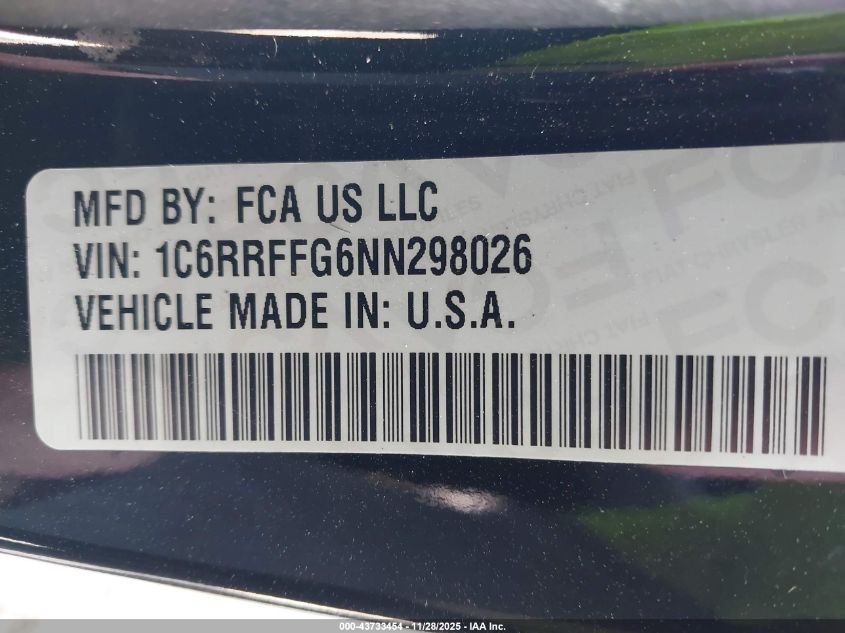 MFD BY: FCA US LLC
VIN: 1C6RRFFG6NN298026
VEHICLE MADE IN: U.S.A.
000-43733454 - 11/28/2025 - IAA Inc.